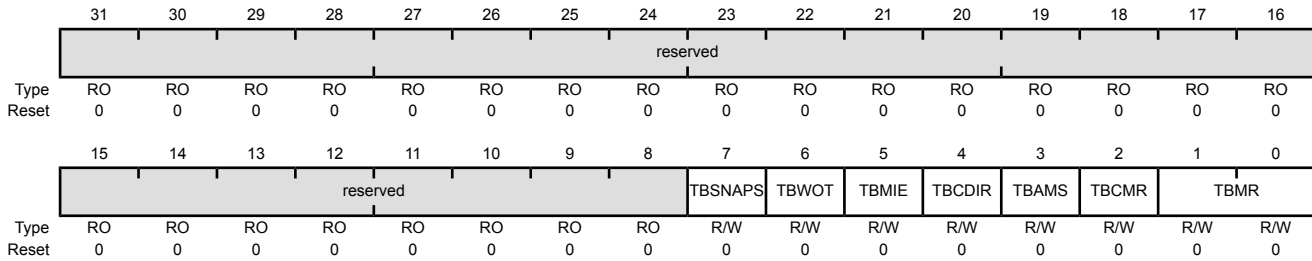 31 30 29 28 27 26 25 24 23 22 21 20 19 18 17 16
reserved
Type RO RO RO RO RO RO RO RO RO RO RO RO RO RO RO RO
Reset 0 0 0 0 0 0 0 0 0 0 0 0 0 0 0 0
15 14 13 12 11 10 9 8 7 6 5 4 3 2 1 0
reserved TBSNAPS TBWOT TBMIE TBCDIR TBAMS TBCMR TBMR
Type RO RO RO RO RO RO RO RO R/W R/W R/W R/W R/W R/W R/W R/W
Reset 0 0 0 0 0 0 0 0 0 0 0 0 0 0 0 0